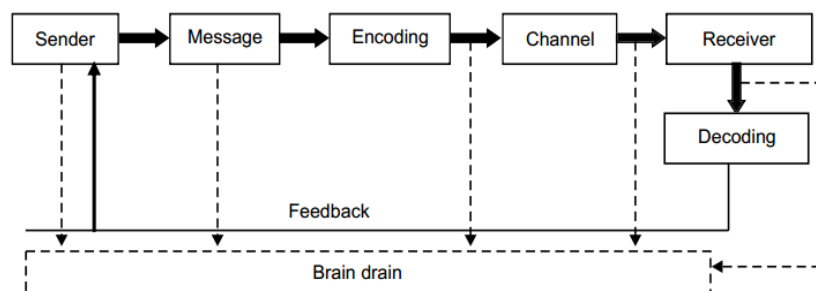 Sender
Message
Encoding
Channel
Receiver
Decoding
Feedback
Brain drain